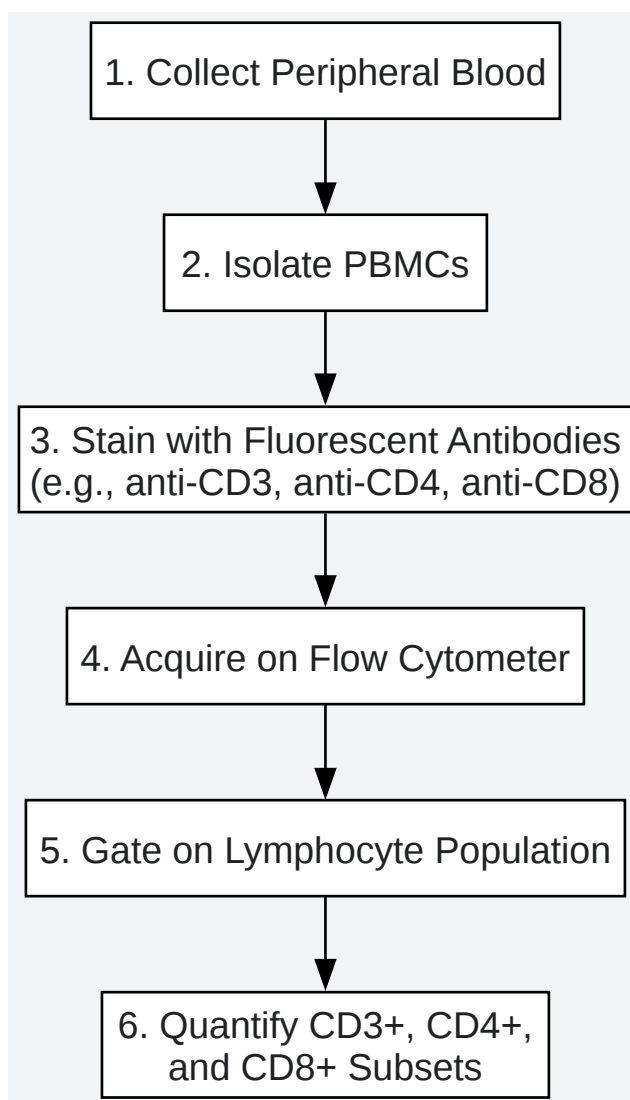 1. Collect Peripheral Blood
2. Isolate PBMCs
3. Stain with Fluorescent Antibodies
(e.g., anti-CD3, anti-CD4, anti-CD8)
4. Acquire on Flow Cytometer
5. Gate on Lymphocyte Population
6. Quantify CD3+, CD4+,
and CD8+ Subsets